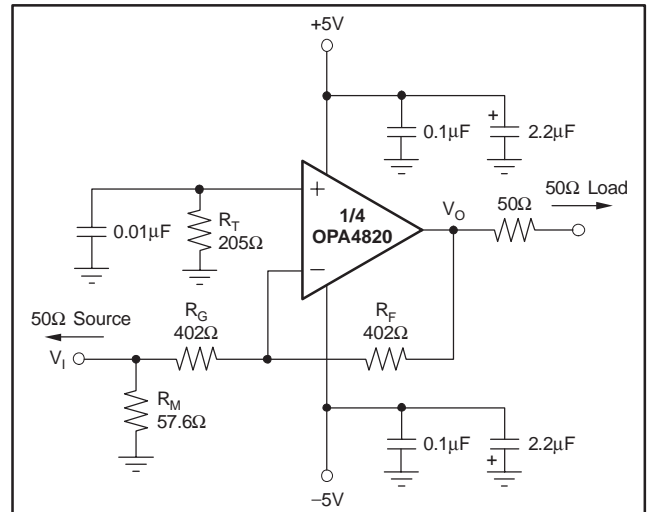 +5V
0.1µF
+
2.2µF
50Ω Load
+
1/4
OPA4820
−
V_O
50Ω
0.01µF
R_T
205Ω
50Ω Source
R_G
402Ω
R_F
402Ω
V_I
R_M
57.6Ω
0.1µF
2.2µF
+
−5V